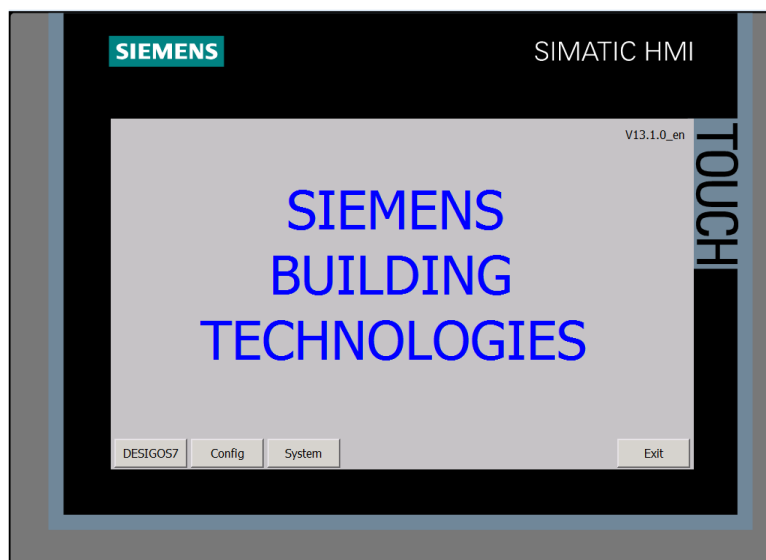 SIEMENS
SIMATIC HMI
TOUCH
V13.1.0_en
SIEMENS
BUILDING
TECHNOLOGIES
DESIGOS7
Config
System
Exit